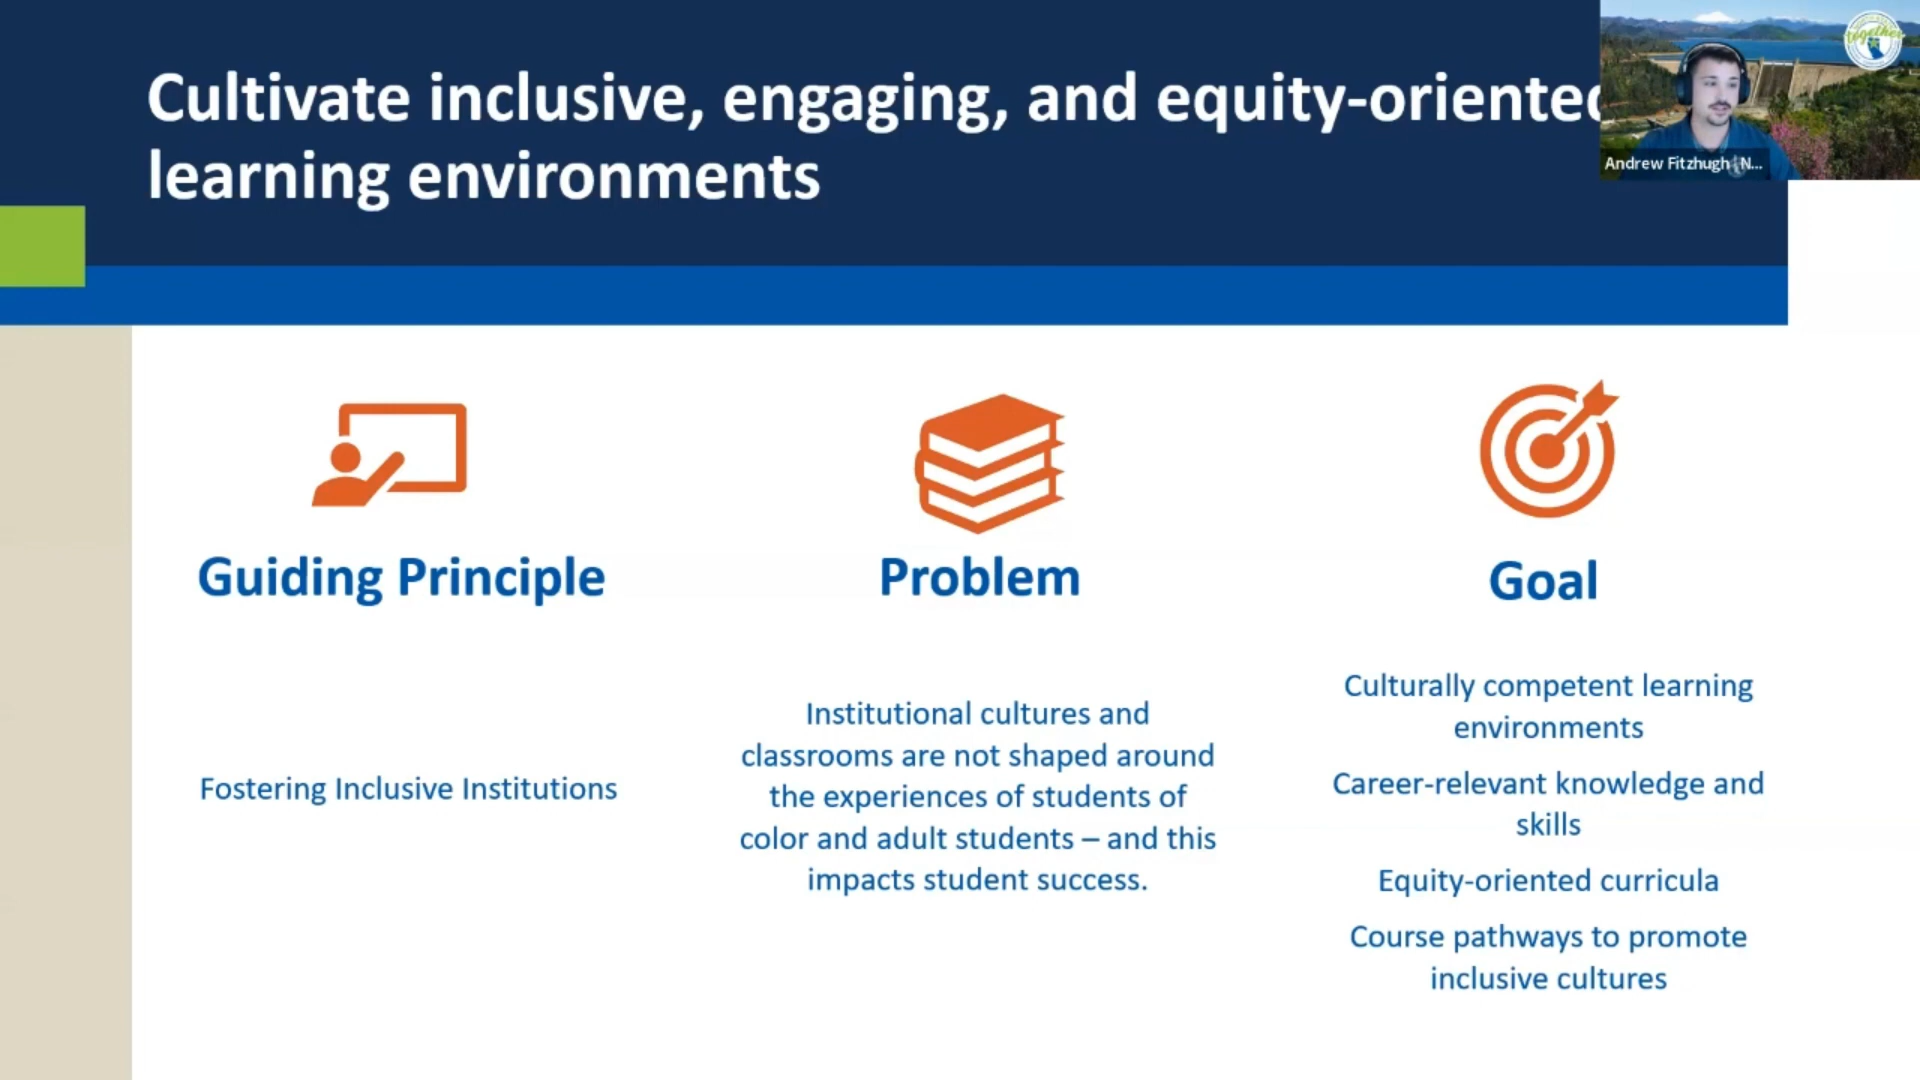 Cultivate inclusive, engaging, and equity-oriented
learning environments
Andrew Fitzhugh N...
together
Guiding Principle
Problem
Goal
Fostering Inclusive Institutions
Institutional cultures and
classrooms are not shaped around
the experiences of students of
color and adult students – and this
impacts student success.
Culturally competent learning
environments
Career-relevant knowledge and
skills
Equity-oriented curricula
Course pathways to promote
inclusive cultures